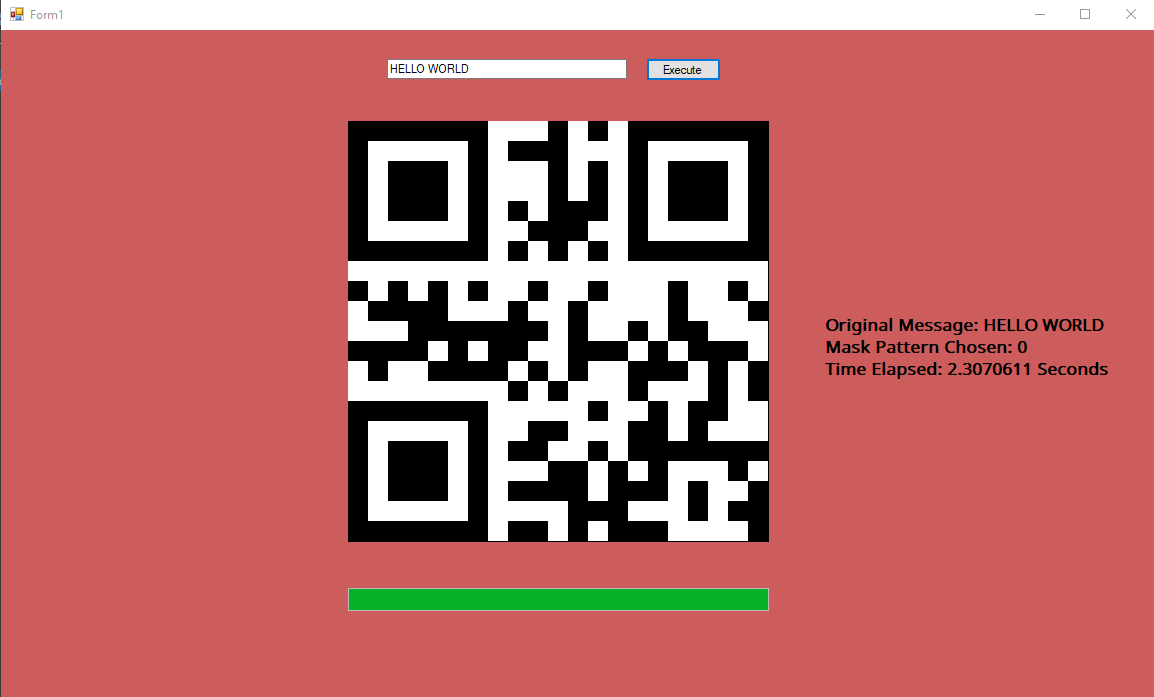 Form1
HELLO WORLD
Execute
Original Message: HELLO WORLD
Mask Pattern Chosen: 0
Time Elapsed: 2.3070611 Seconds